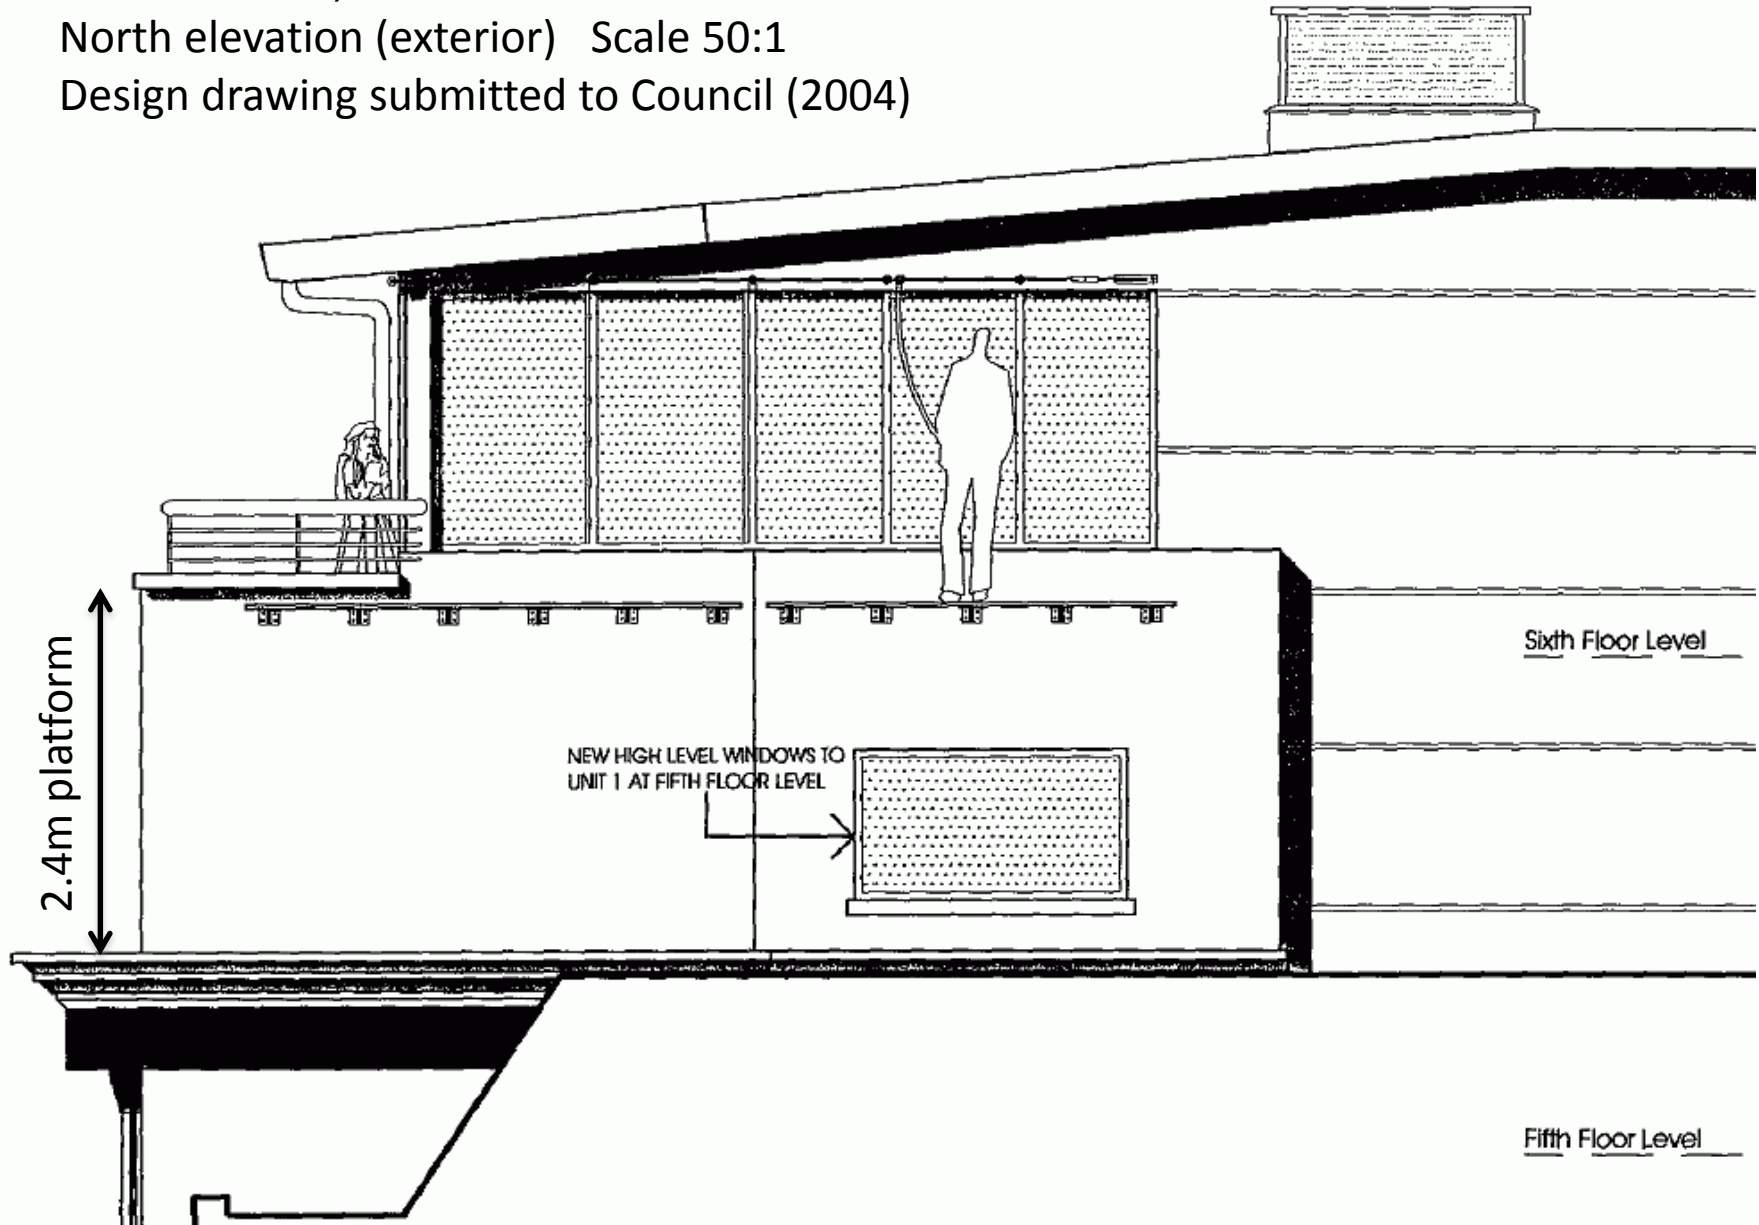 North elevation (exterior)   Scale 50:1
Design drawing submitted to Council (2004)
Sixth Floor Level
2.4m platform
NEW HIGH LEVEL WINDOWS TO
UNIT 1 AT FIFTH FLOOR LEVEL
Fifth Floor Level